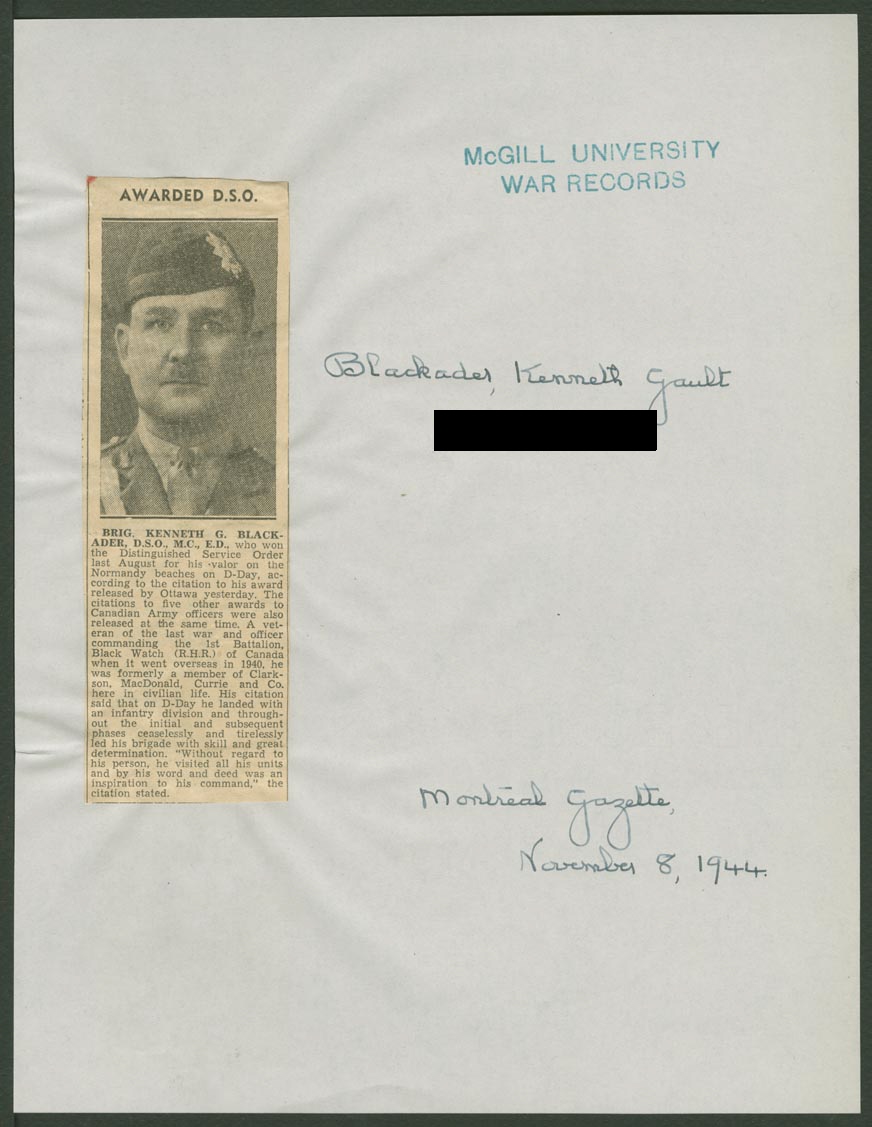 McGILL UNIVERSITY
WAR RECORDS
AWARDED D.S.O.
BRIG. KENNETH G. BLACK-
ADER, D.S.O., M.C., E.D., who won
the Distinguished Service Order
last August for his valor on the
Normandy beaches on D-Day, ac-
cording to the citation to his award
released by Ottawa yesterday. The
citations to five other awards to
Canadian Army officers were also
released at the same time. A vet-
eran of the last war and officer
commanding the 1st Battalion,
Black Watch (R.H.R.) of Canada
when it went overseas in 1940, he
was formerly a member of Clark-
son, MacDonald, Currie and Co.
here in civilian life. His citation
said that on D-Day he landed with
an infantry division and through-
out the initial and subsequent
phases ceaselessly and tirelessly
led his brigade with skill and great
determination. "Without regard to
his person, he visited all his units
and by his word and deed was an
inspiration to his command," the
citation stated.
Blackader, Kenneth Gault
Montreal Gazette,
November 8, 1944.